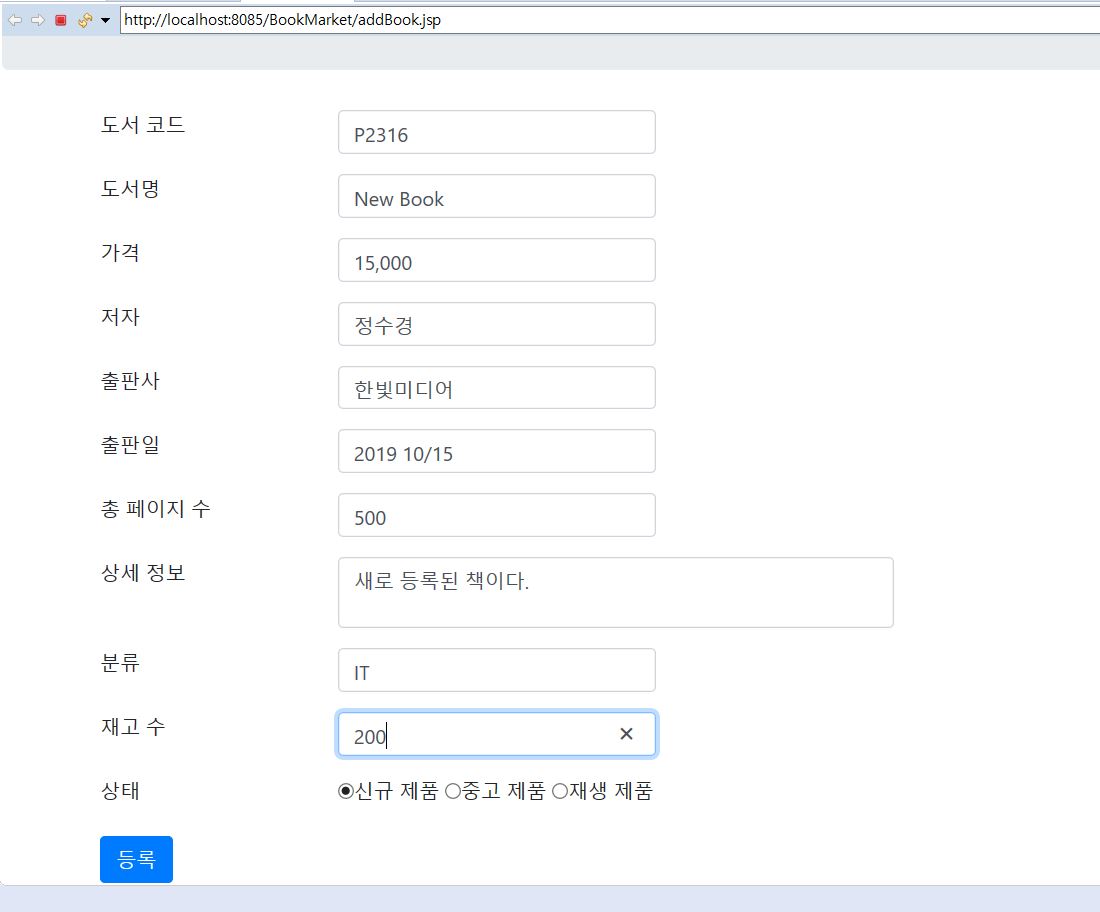 http://localhost:8085/BookMarket/addBook.jsp
도서 코드 P2316
도서명 New Book
가격 15,000
저자 정수경
출판사 한빛미디어
출판일 2019 10/15
총 페이지 수 500
상세 정보 새로 등록된 책이다.
분류 IT
재고 수 200
상태 신규 제품 중고 제품 재생 제품
등록